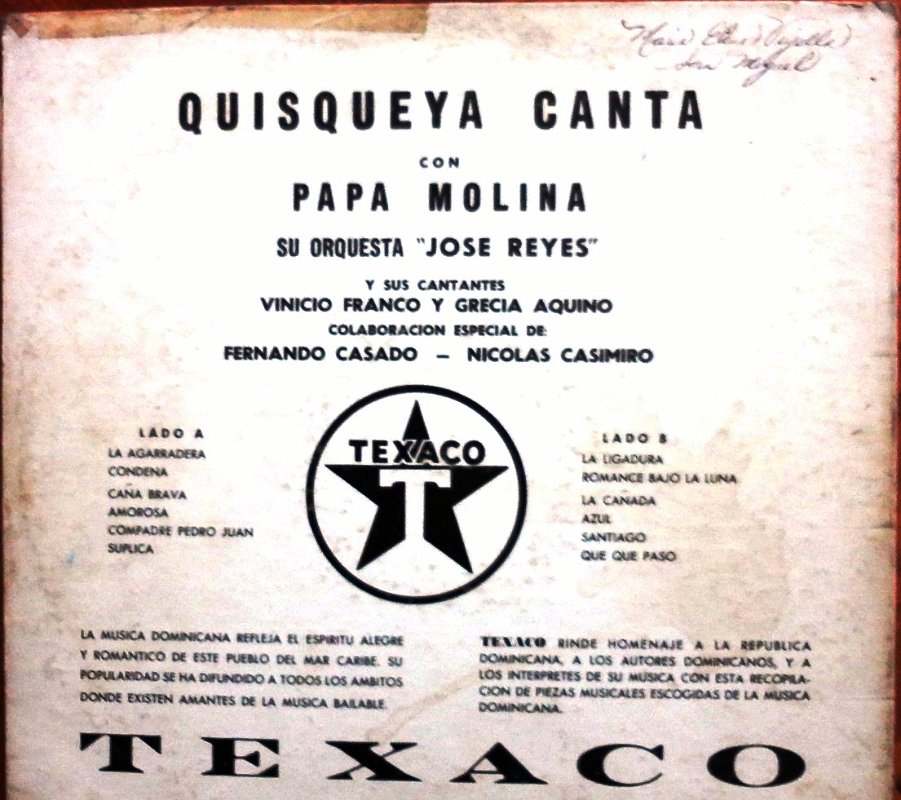 QUISQUEYA CANTA
CON
PAPA MOLINA
SU ORQUESTA "JOSE REYES"
Y SUS CANTANTES
VINICIO FRANCO Y GRECIA AQUINO
COLABORACION ESPECIAL DE:
FERNANDO CASADO – NICOLAS CASIMIRO
TEXACO
T
LADO A
LA AGARRADERA
CONDENA
CAÑA BRAVA
AMOROSA
COMPADRE PEDRO JUAN
SUPLICA
LADO B
LA LIGADURA
ROMANCE BAJO LA LUNA
LA CAÑADA
AZUL
SANTIAGO
QUE QUE PASO
LA MUSICA DOMINICANA REFLEJA EL ESPIRITU ALEGRE
Y ROMANTICO DE ESTE PUEBLO DEL MAR CARIBE. SU
POPULARIDAD SE HA DIFUNDIDO A TODOS LOS AMBITOS
DONDE EXISTEN AMANTES DE LA MUSICA BAILABLE.
TEXACO RINDE HOMENAJE A LA REPUBLICA
DOMINICANA, A LOS AUTORES DOMINICANOS, Y A
LOS INTERPRETES DE SU MÚSICA CON ESTA RECOPILA-
CION DE PIEZAS MUSICALES ESCOGIDAS DE LA MUSICA
DOMINICANA.
TEXACO